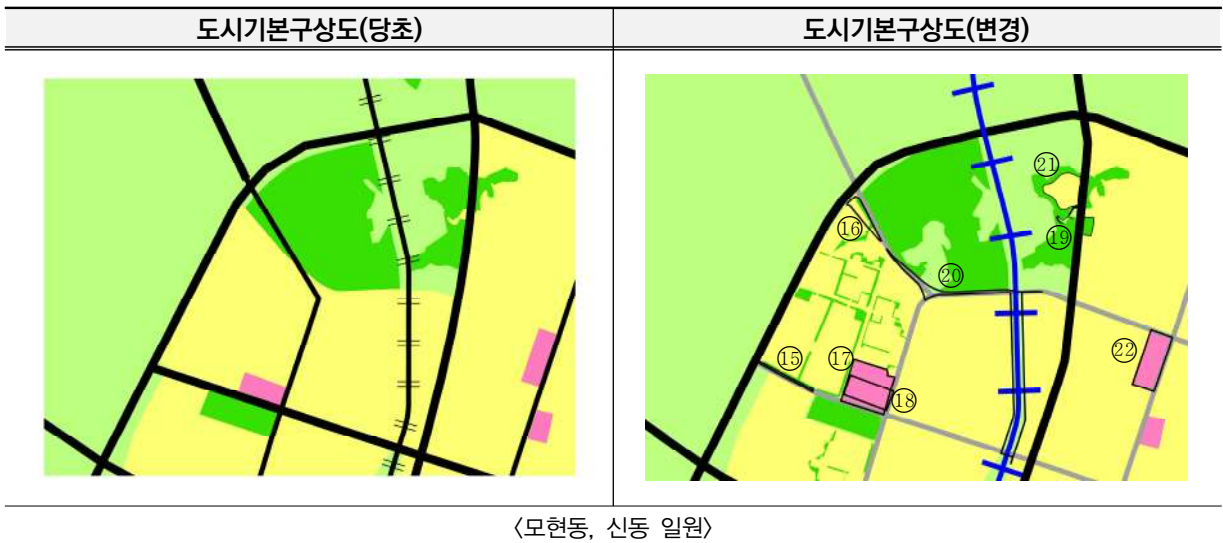 도시기본구상도(당초)
도시기본구상도(변경)
㉑
⑯
⑲
⑳
⑮
⑰
㉒
⑱
〈모현동, 신동 일원〉